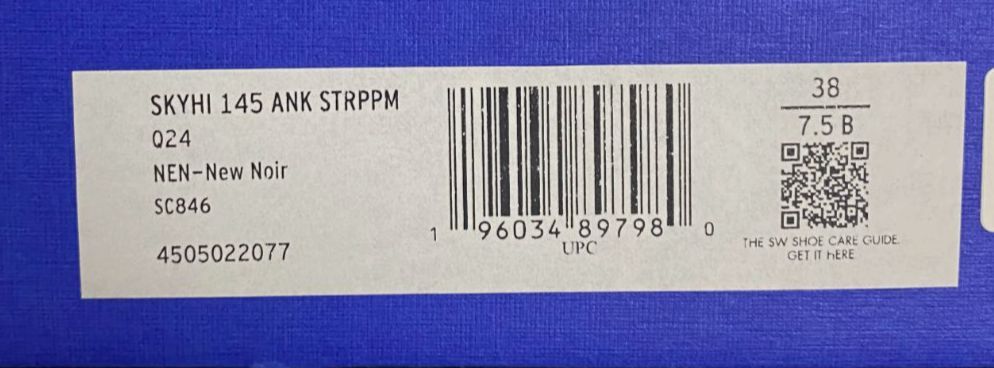 SKYHI 145 ANK STRPPM
Q24
NEN-New Noir
SC846
4505022077
1 96034 89798 0
UPC
38
7.5 B
THE SW SHOE CARE GUIDE.
GET IT HERE